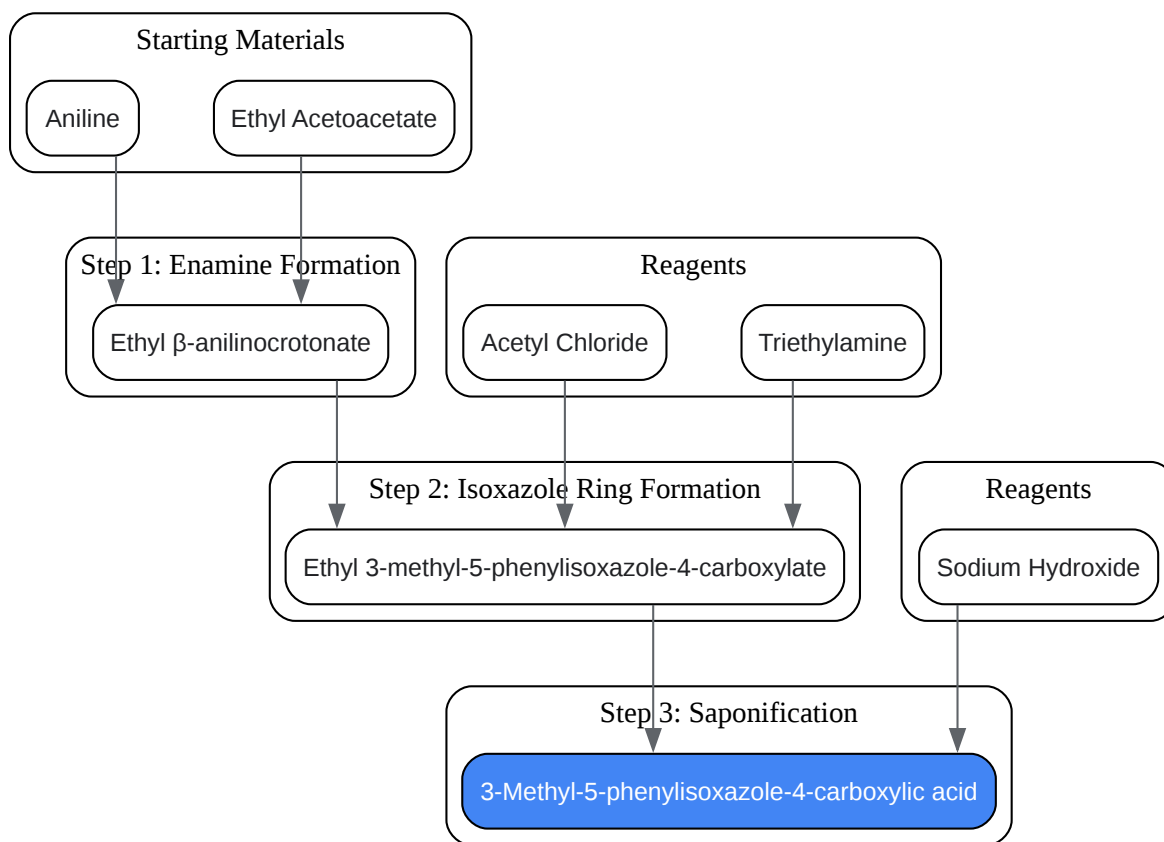 Starting Materials
Aniline
Ethyl Acetoacetate
Step 1: Enamine Formation
Ethyl β-anilinocrotonate
Reagents
Acetyl Chloride
Triethylamine
Step 2: Isoxazole Ring Formation
Ethyl 3-methyl-5-phenylisoxazole-4-carboxylate
Reagents
Sodium Hydroxide
Step 3: Saponification
3-Methyl-5-phenylisoxazole-4-carboxylic acid